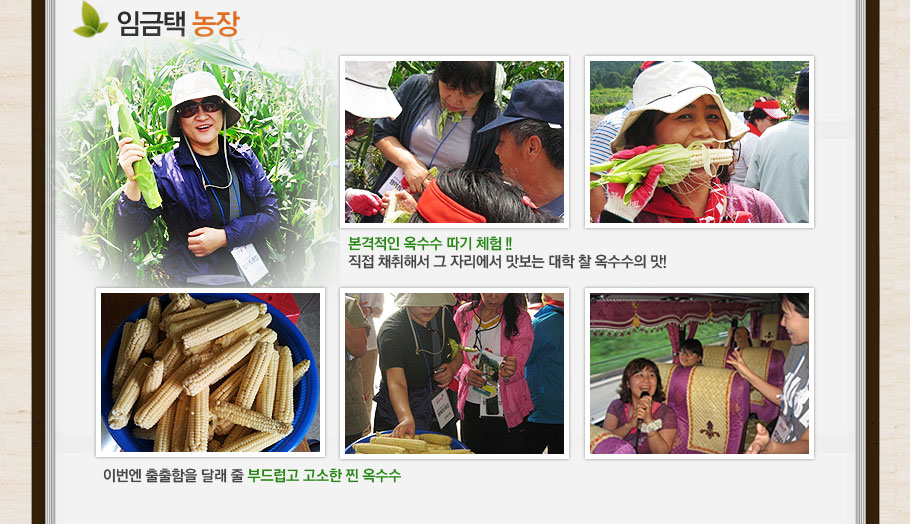 임금택 농장
본격적인 옥수수 따기 체험 !!
직접 채취해서 그 자리에서 맛보는 대학 찰 옥수수의 맛!
이번엔 출출함을 달래 줄 부드럽고 고소한 찐 옥수수